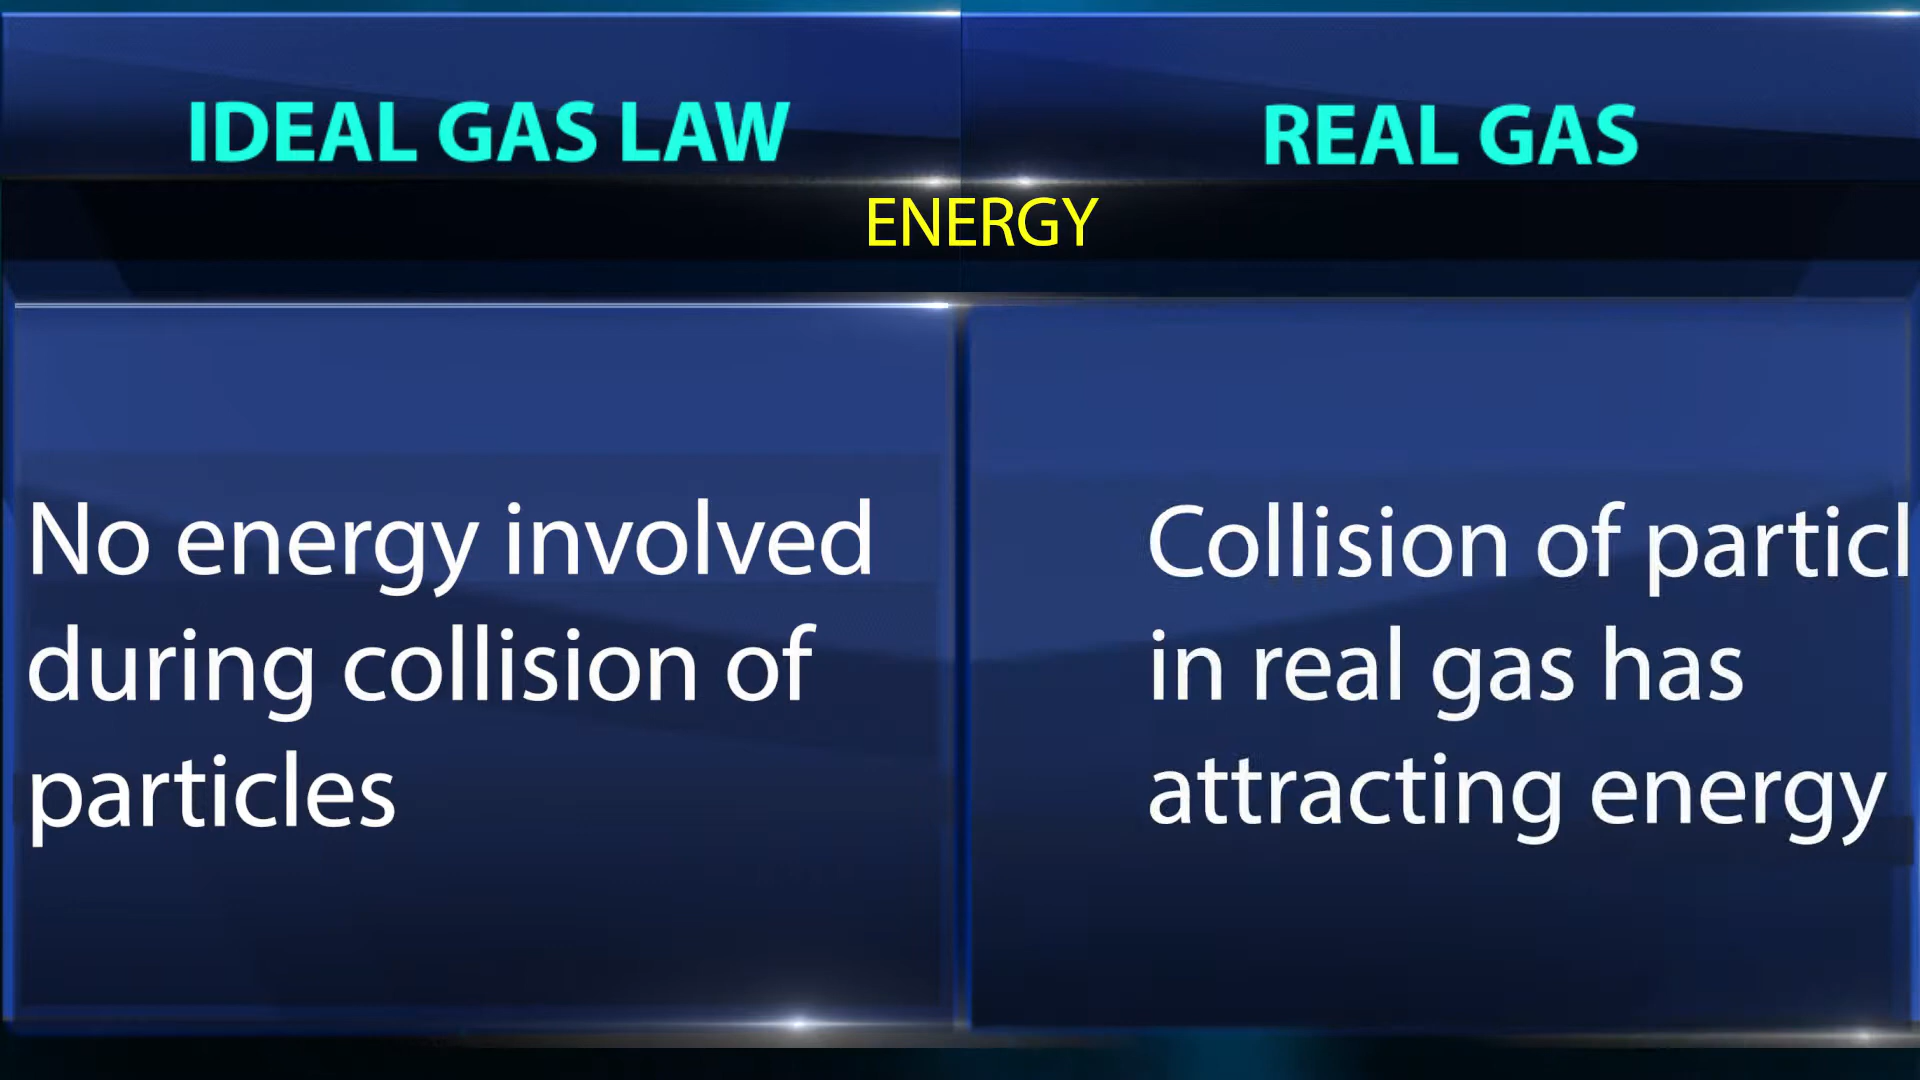 IDEAL GAS LAW
REAL GAS
ENERGY
No energy involved
during collision of
particles
Collision of particl
in real gas has
attracting energy